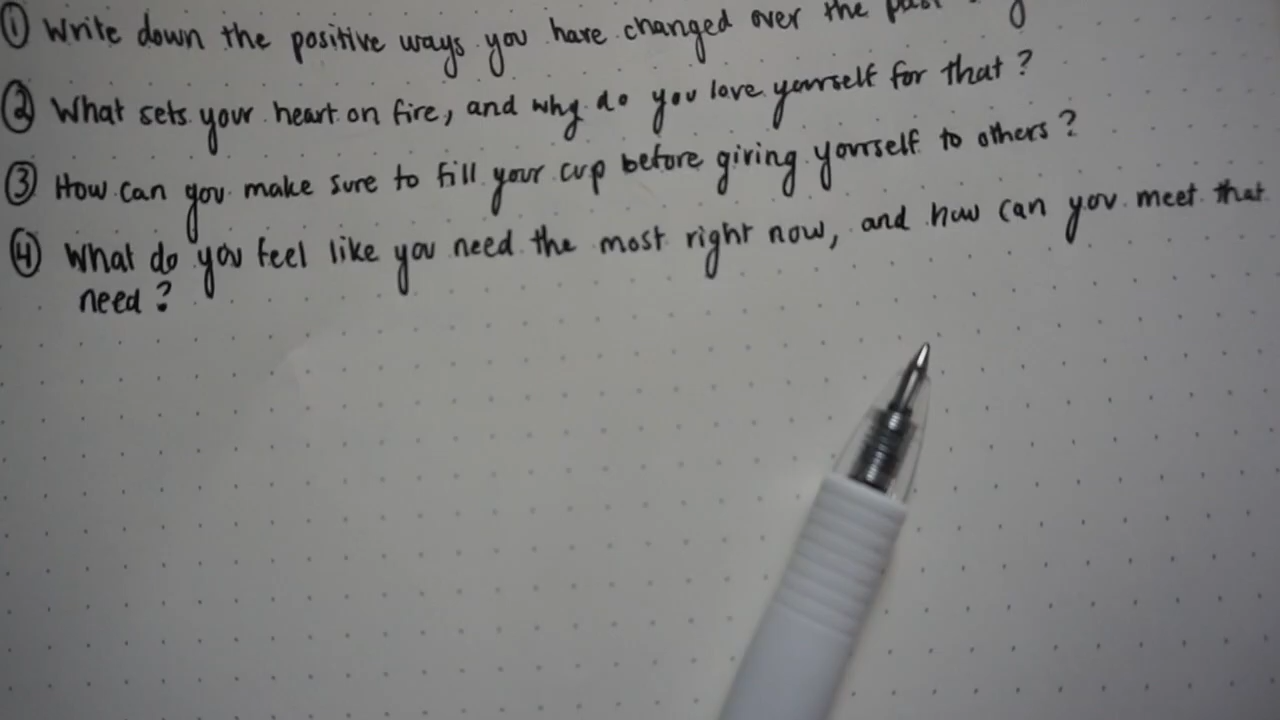 ① Write down the positive ways you have changed over the past
② What sets your heart on fire, and why do you love yourself for that?
③ How can you make sure to fill your cup before giving yourself to others?
④ What do you feel like you need the most right now, and how can you meet that
need?